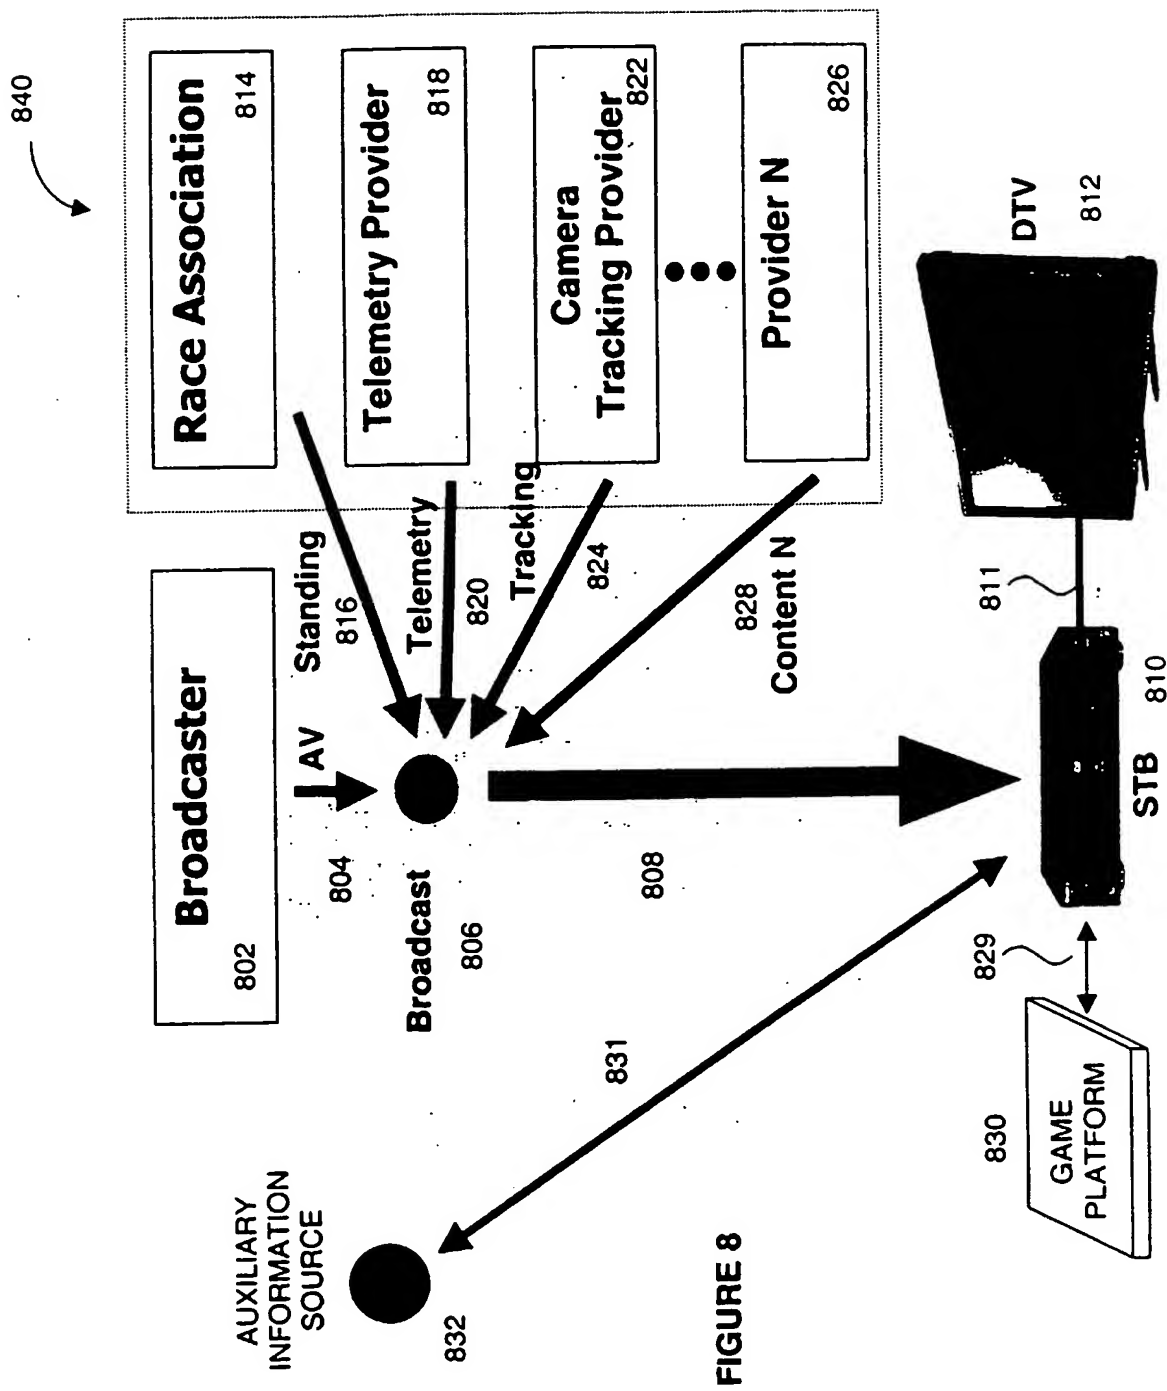 840
Broadcaster
802
Race Association
814
Telemetry Provider
818
Camera
Tracking Provider
822
Provider N
826
AV
804
Standing
816
Telemetry
820
Tracking
824
828
Content N
Broadcast
806
808
AUXILIARY
INFORMATION
SOURCE
832
831
GAME
PLATFORM
830
829
STB
810
811
DTV
812
FIGURE 8